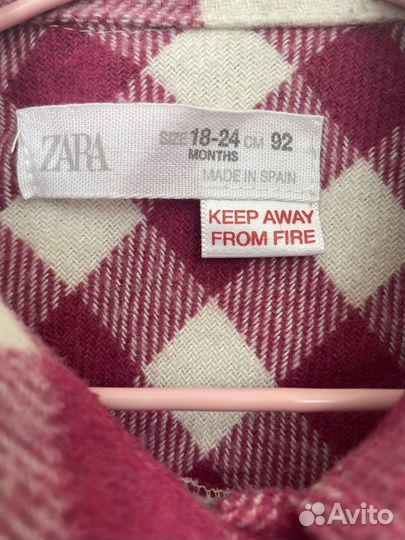 ZARA
SIZE 18-24 CM 92
MONTHS
MADE IN SPAIN
KEEP AWAY
FROM FIRE
Avito